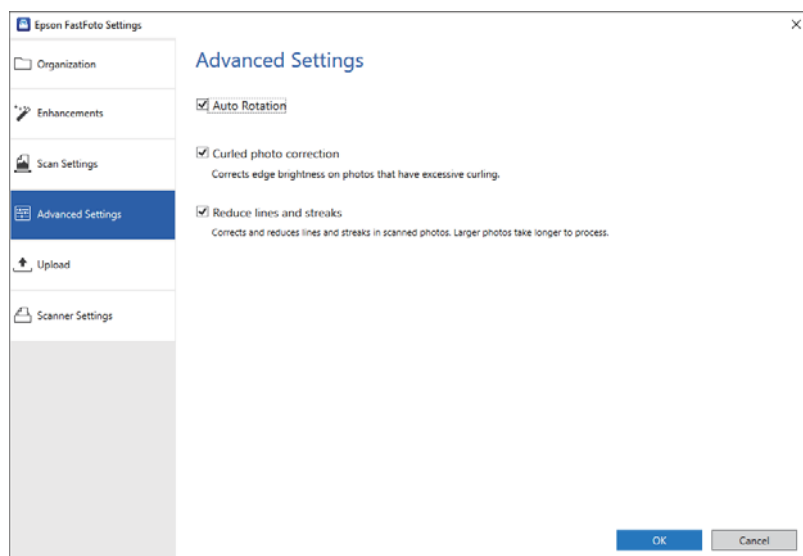 Epson FastFoto Settings
Organization
Enhancements
Scan Settings
Advanced Settings
Upload
Scanner Settings
Advanced Settings
Auto Rotation
Curled photo correction
Corrects edge brightness on photos that have excessive curling.
Reduce lines and streaks
Corrects and reduces lines and streaks in scanned photos. Larger photos take longer to process.
OK
Cancel